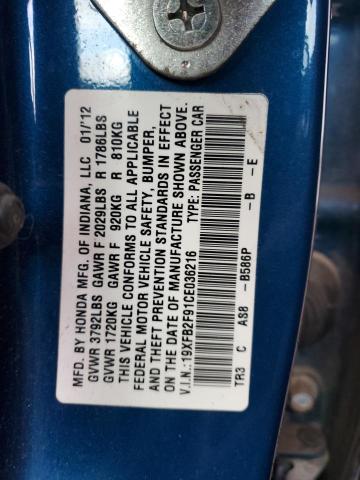 MFD. BY HONDA MFG. OF INDIANA, LLC 01/12
GVWR 3792LBS GAWR F 2029LBS R 1786LBS
GVWR 1720KG GAWR F 920KG R 810KG
THIS VEHICLE CONFORMS TO ALL APPLICABLE
FEDERAL MOTOR VEHICLE SAFETY, BUMPER,
AND THEFT PREVENTION STANDARDS IN EFFECT
ON THE DATE OF MANUFACTURE SHOWN ABOVE.
V.I.N.: 19XFB2F91CE036216 TYPE: PASSENGER CAR
TR3 C AS8 -B586P -B -E